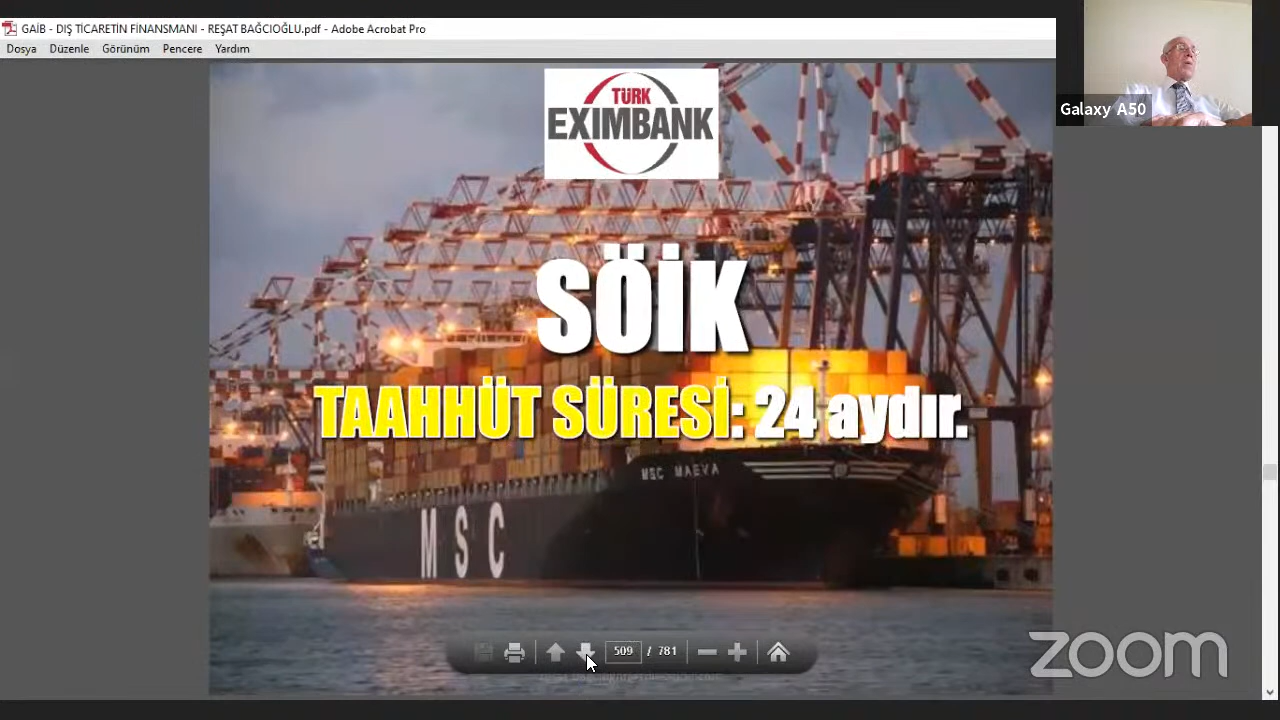 GAİB - DIŞ TİCARETİN FİNANSMANI - REŞAT BAĞCIOĞLU.pdf - Adobe Acrobat Pro
Dosya Düzenle Görünüm Pencere Yardım
Galaxy A50
TÜRK
EXIMBANK
SÖİK
TAAHHÜT SÜRESİ: 24 aydır.
MSC MAEVA
MSC
509 / 781
zoom